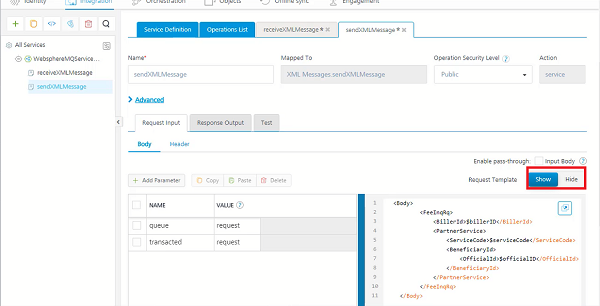 Identity Integration Orchestration Objects Online sync Engagement
Service Definition Operations List receiveXMLMessage * × sendXMLMessage * ×
All Services
WebsphereMQService...
receiveXMLMessage
sendXMLMessage
Name* Mapped To Operation Security Level ? Action
sendXMLMessage XML Messages.sendXMLMessage Public service
Advanced
Request Input Response Output Test
Body Header
Enable pass-through: Input Body ?
+ Add Parameter Copy Paste Delete Request Template Show Hide
NAME VALUE ?
queue request
transacted request
1 <Body>
2 <FeeInqRq>
3 <BillerId>$billerID</BillerId>
4 <PartnerService>
5 <ServiceCode>$serviceCode</ServiceCode>
6 <BeneficiaryId>
7 <OfficialId>$officialID</OfficialId>
8 </BeneficiaryId>
9 </PartnerService>
10 </FeeInqRq>
11 </Body>